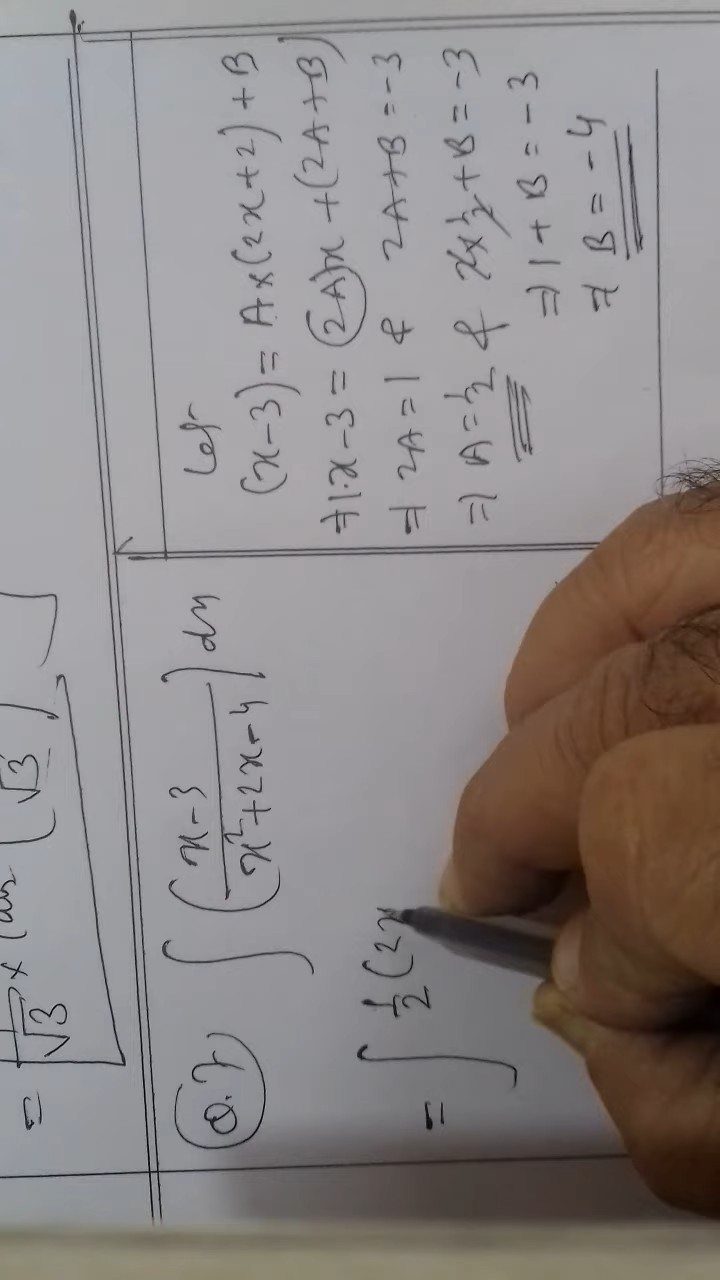 = 1/√3 × tan ( /√3 ) ]
Q.7 ∫ ( x-3 / x²+2x-4 ) dx
= ∫ 1/2 (2x
Let
(x-3) = A×(2x+2)+B
⇒ 1·x-3 = (2A)x+(2A+B)
⇒ 2A=1 & 2A+B=-3
⇒ A=1/2 & 2×1/2+B=-3
⇒ 1+B=-3
⇒ B=-4